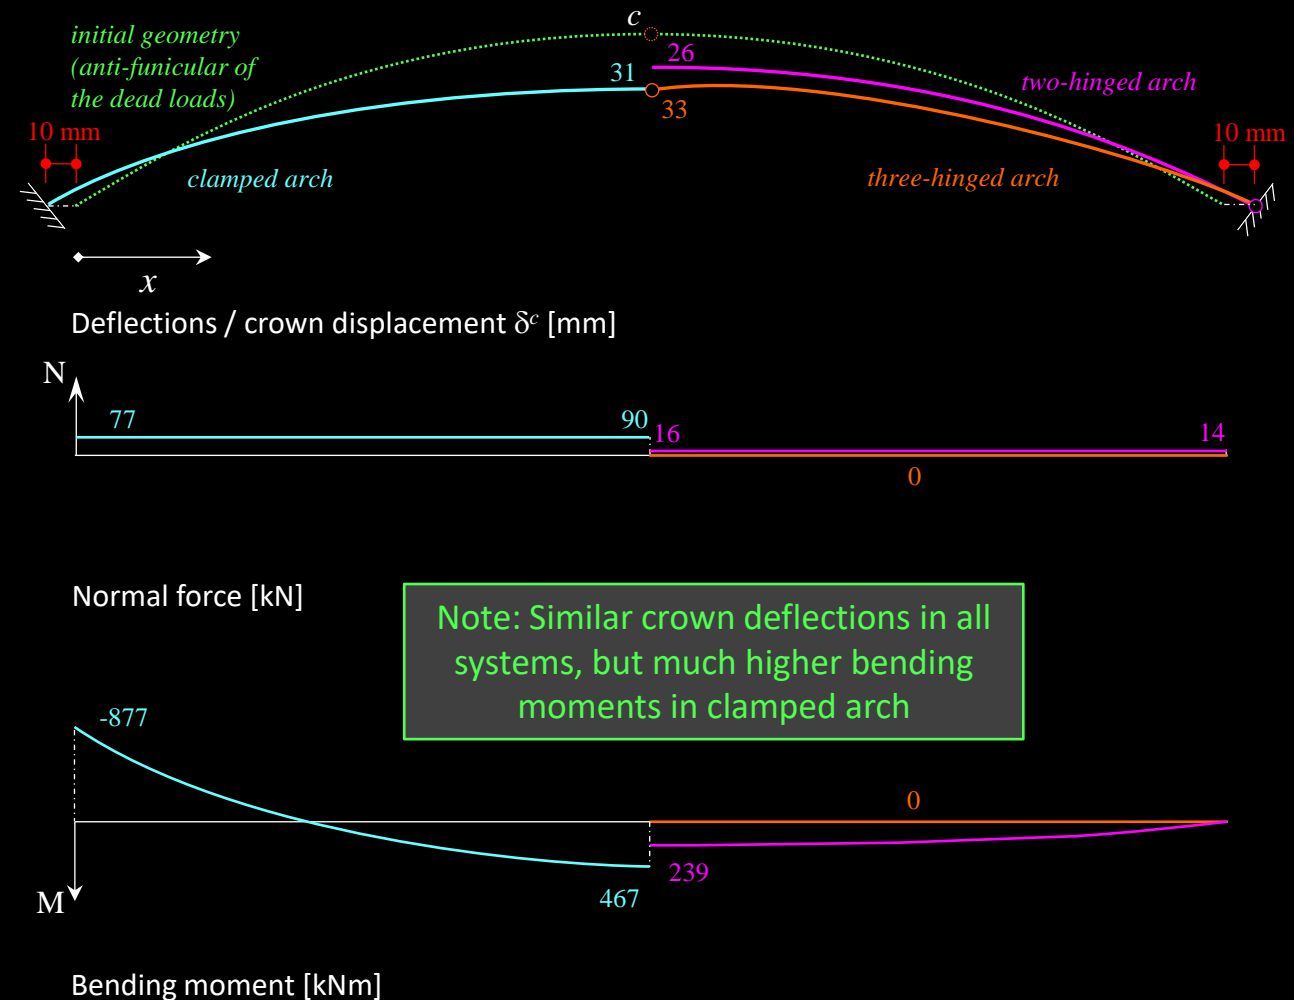 c
initial geometry
(anti-funicular of
the dead loads)
26
31
two-hinged arch
33
10 mm
10 mm
clamped arch
three-hinged arch
x
Deflections / crown displacement δᶜ [mm]
N
77
90
16
14
0
Normal force [kN]
Note: Similar crown deflections in all
systems, but much higher bending
moments in clamped arch
-877
0
239
467
M
Bending moment [kNm]